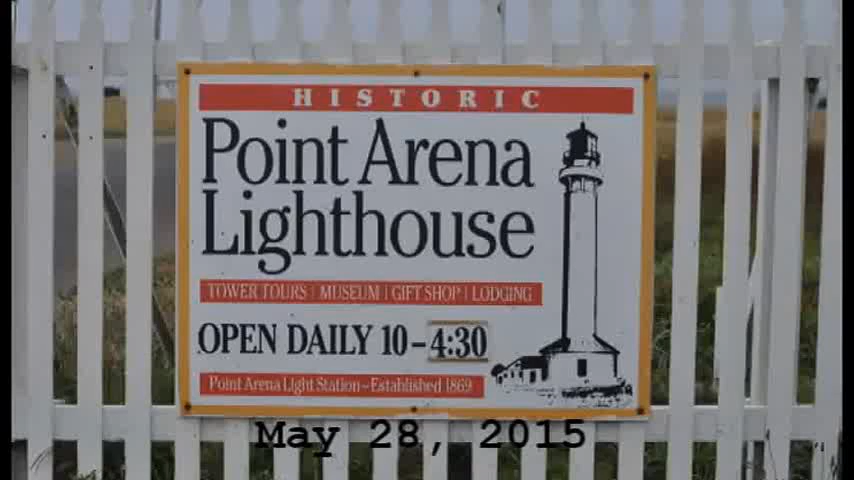 HISTORIC
Point Arena
Lighthouse
TOWER TOURS | MUSEUM | GIFT SHOP | LODGING
OPEN DAILY 10-4:30
Point Arena Light Station-Established 1869
May 28, 2015